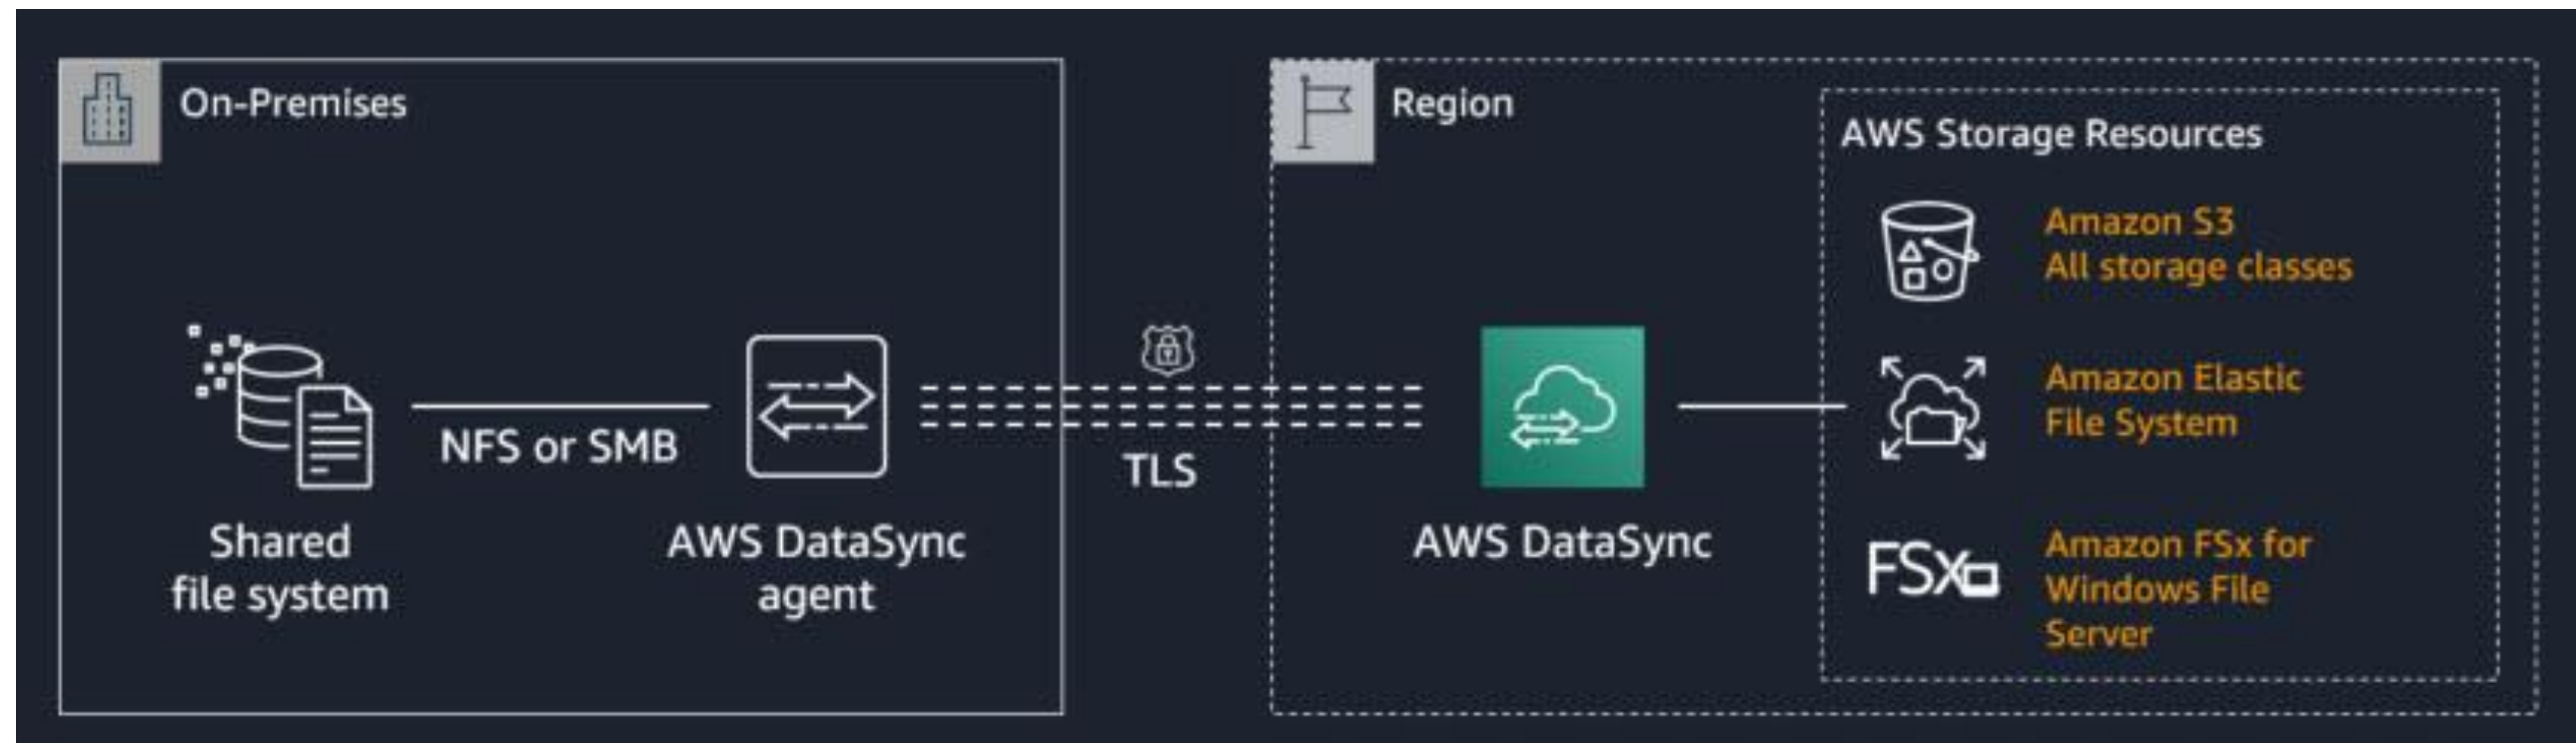 On-Premises
Shared
file system
NFS or SMB
AWS DataSync
agent
TLS
Region
AWS DataSync
AWS Storage Resources
Amazon S3
All storage classes
Amazon Elastic
File System
FSx
Amazon FSx for
Windows File
Server